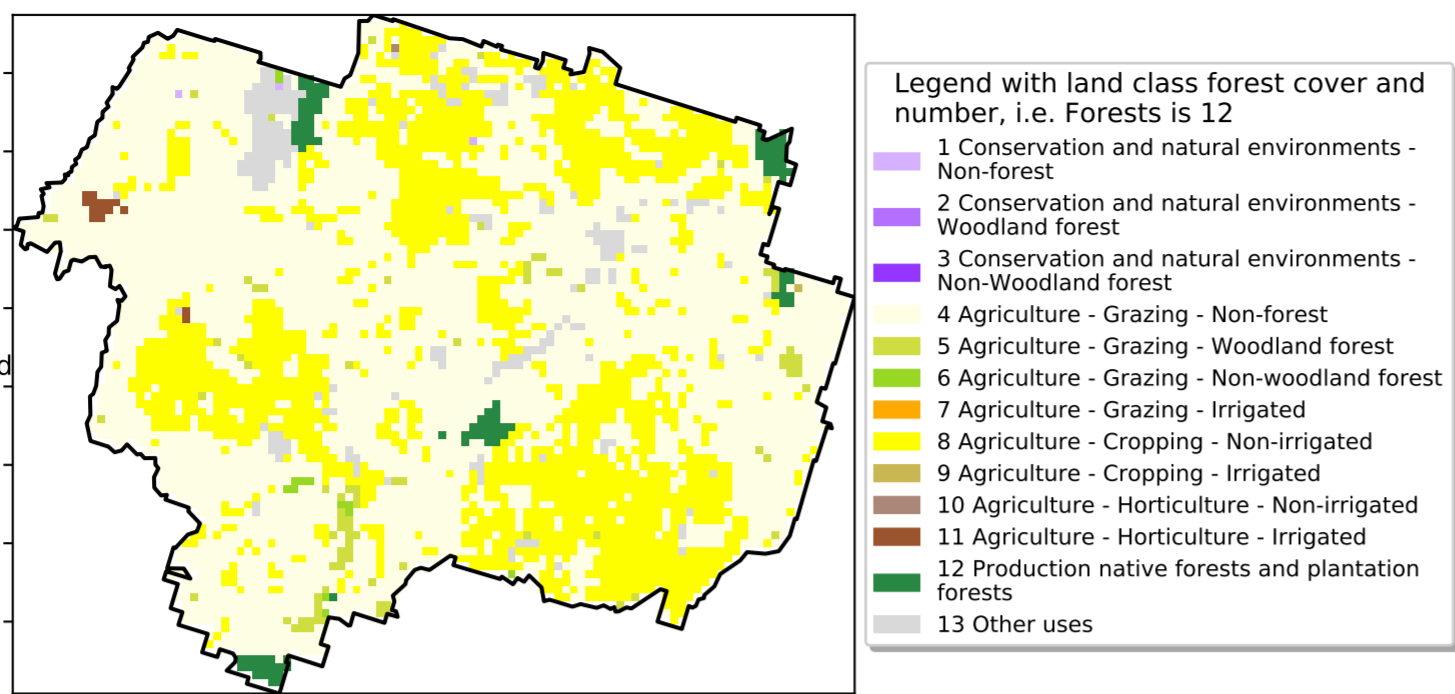 d
Legend with land class forest cover and
number, i.e. Forests is 12
1 Conservation and natural environments -
Non-forest
2 Conservation and natural environments -
Woodland forest
3 Conservation and natural environments -
Non-Woodland forest
4 Agriculture - Grazing - Non-forest
5 Agriculture - Grazing - Woodland forest
6 Agriculture - Grazing - Non-woodland forest
7 Agriculture - Grazing - Irrigated
8 Agriculture - Cropping - Non-irrigated
9 Agriculture - Cropping - Irrigated
10 Agriculture - Horticulture - Non-irrigated
11 Agriculture - Horticulture - Irrigated
12 Production native forests and plantation
forests
13 Other uses